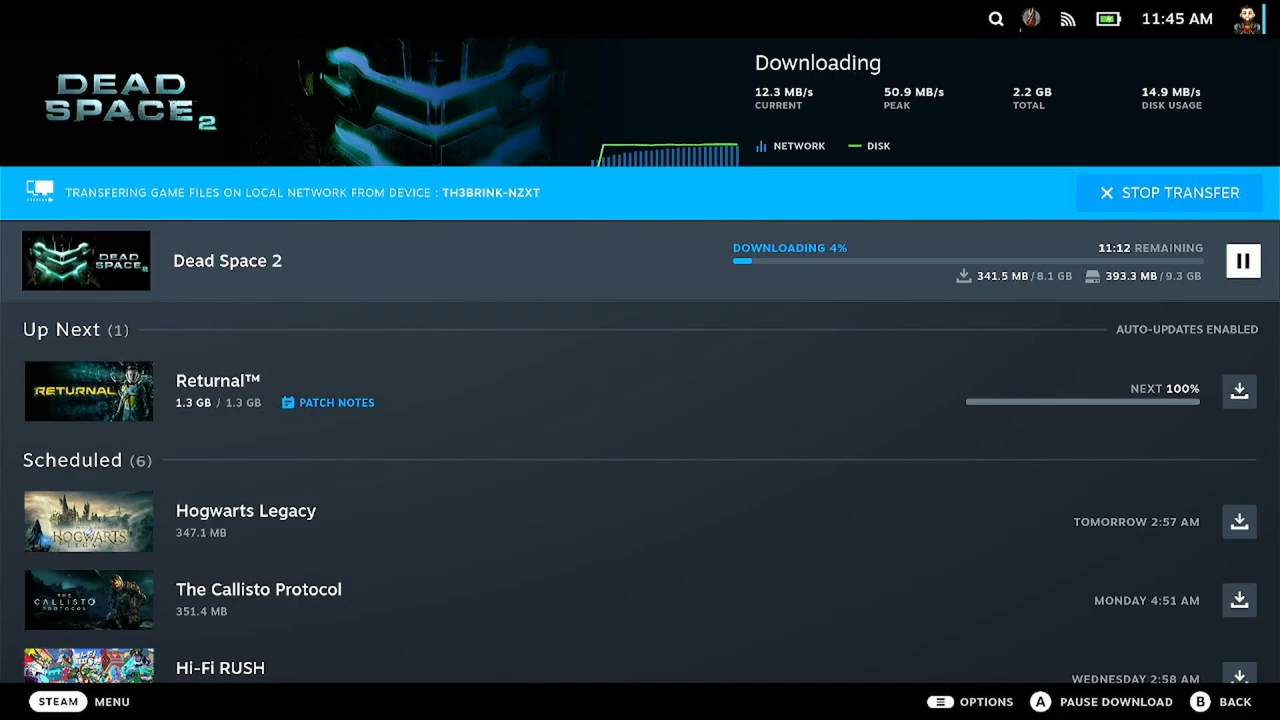 11:45 AM
DEAD
SPACE 2
Downloading
12.3 MB/s
CURRENT
50.9 MB/s
PEAK
2.2 GB
TOTAL
14.9 MB/s
DISK USAGE
NETWORK
DISK
TRANSFERING GAME FILES ON LOCAL NETWORK FROM DEVICE : TH3BRINK-NZXT
STOP TRANSFER
DEAD
SPACE 2
Dead Space 2
DOWNLOADING 4%
11:12 REMAINING
341.5 MB / 8.1 GB
393.3 MB / 9.3 GB
Up Next (1)
AUTO-UPDATES ENABLED
RETURNAL
Returnal™
1.3 GB / 1.3 GB
PATCH NOTES
NEXT 100%
Scheduled (6)
HOGWARTS
LEGACY
Hogwarts Legacy
347.1 MB
TOMORROW 2:57 AM
THE
CALLISTO
PROTOCOL
The Callisto Protocol
351.4 MB
MONDAY 4:51 AM
Hi-Fi RUSH
WEDNESDAY 2:58 AM
STEAM MENU
OPTIONS
A PAUSE DOWNLOAD
B BACK